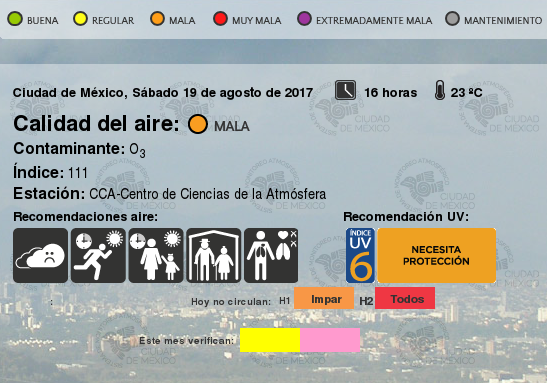 BUENA REGULAR MALA MUY MALA EXTREMADAMENTE MALA MANTENIMIENTO
Ciudad de México, Sábado 19 de agosto de 2017 16 horas 23 ºC
Calidad del aire: MALA
Contaminante: O3
Índice: 111
Estación: CCA-Centro de Ciencias de la Atmósfera
Recomendaciones aire: Recomendación UV:
ÍNDICE
UV
6
NECESITA
PROTECCIÓN
: Hoy no circulan: H1 Impar H2 Todos
Este mes verifican: